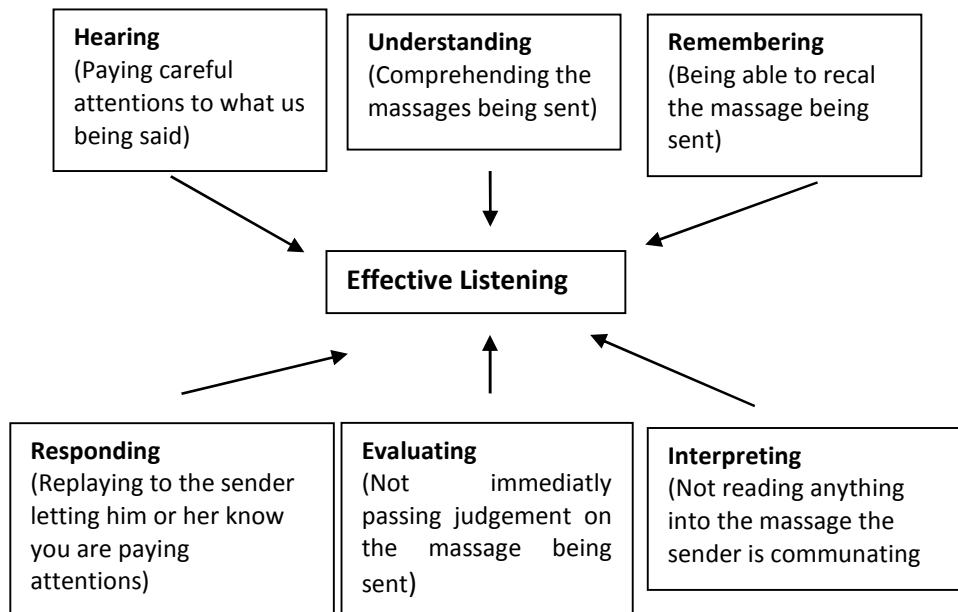 Hearing
(Paying careful
attentions to what us
being said)
Understanding
(Comprehending the
massages being sent)
Remembering
(Being able to recal
the massage being
sent)
Effective Listening
Responding
(Replaying to the sender
letting him or her know
you are paying
attentions)
Evaluating
(Not immediatly
passing judgement on
the massage being
sent)
Interpreting
(Not reading anything
into the massage the
sender is communating